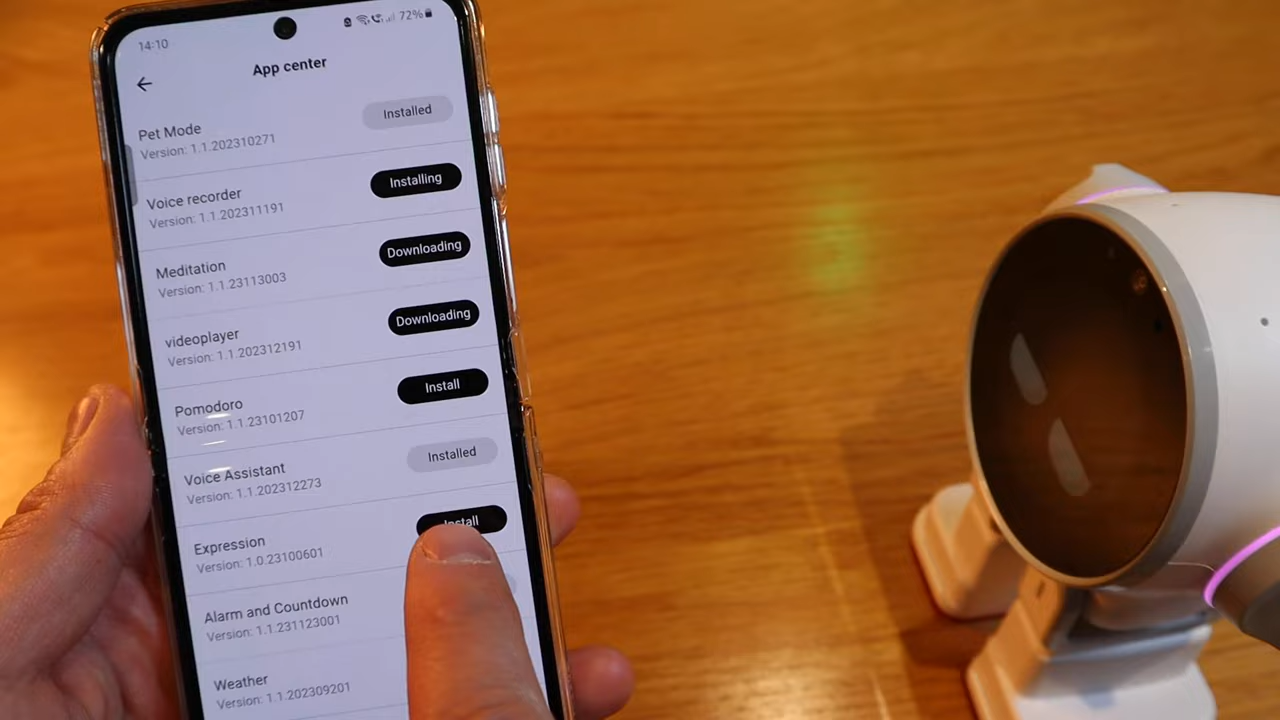 14:10
72%
App center
Pet Mode
Installed
Version: 1.1.202310271
Voice recorder
Installing
Version: 1.1.202311191
Meditation
Downloading
Version: 1.1.23113003
videoplayer
Downloading
Version: 1.1.202312191
Pomodoro
Install
Version: 1.1.23101207
Voice Assistant
Installed
Version: 1.1.202312273
Expression
Install
Version: 1.0.23100601
Alarm and Countdown
Version: 1.1.231123001
Weather
Version: 1.1.202309201